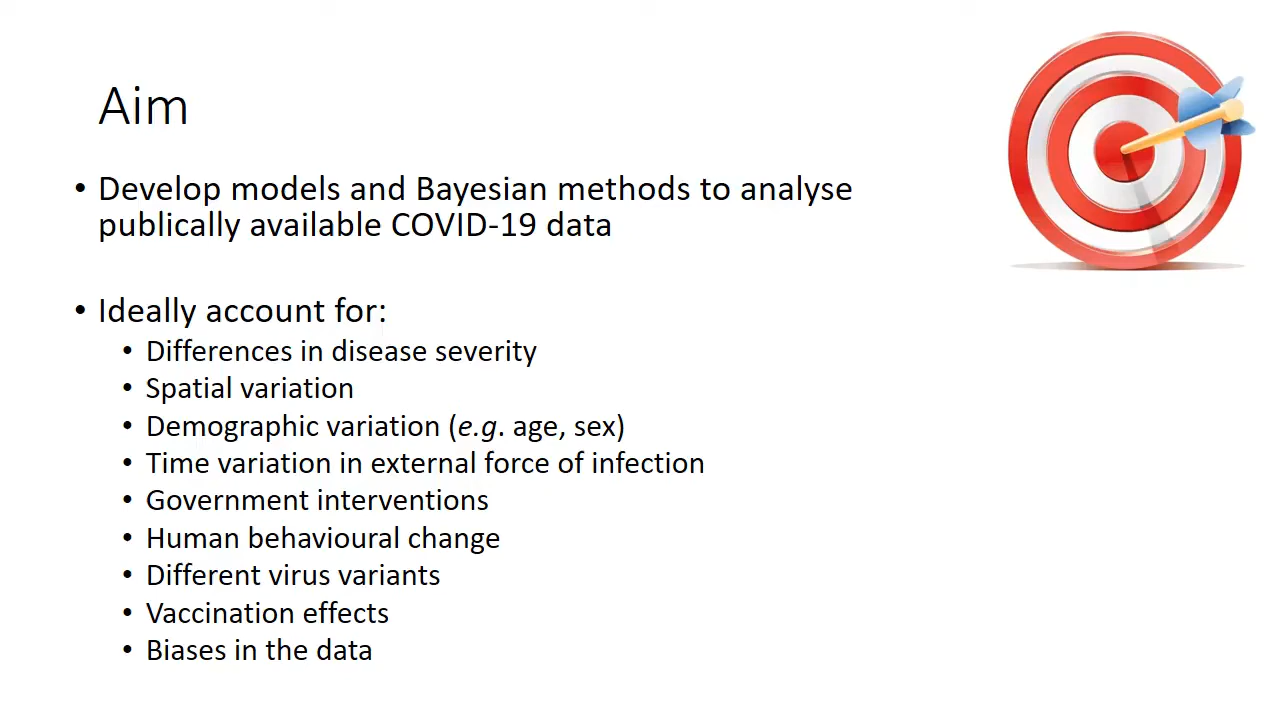 Aim
• Develop models and Bayesian methods to analyse
publically available COVID-19 data
• Ideally account for:
• Differences in disease severity
• Spatial variation
• Demographic variation (e.g. age, sex)
• Time variation in external force of infection
• Government interventions
• Human behavioural change
• Different virus variants
• Vaccination effects
• Biases in the data